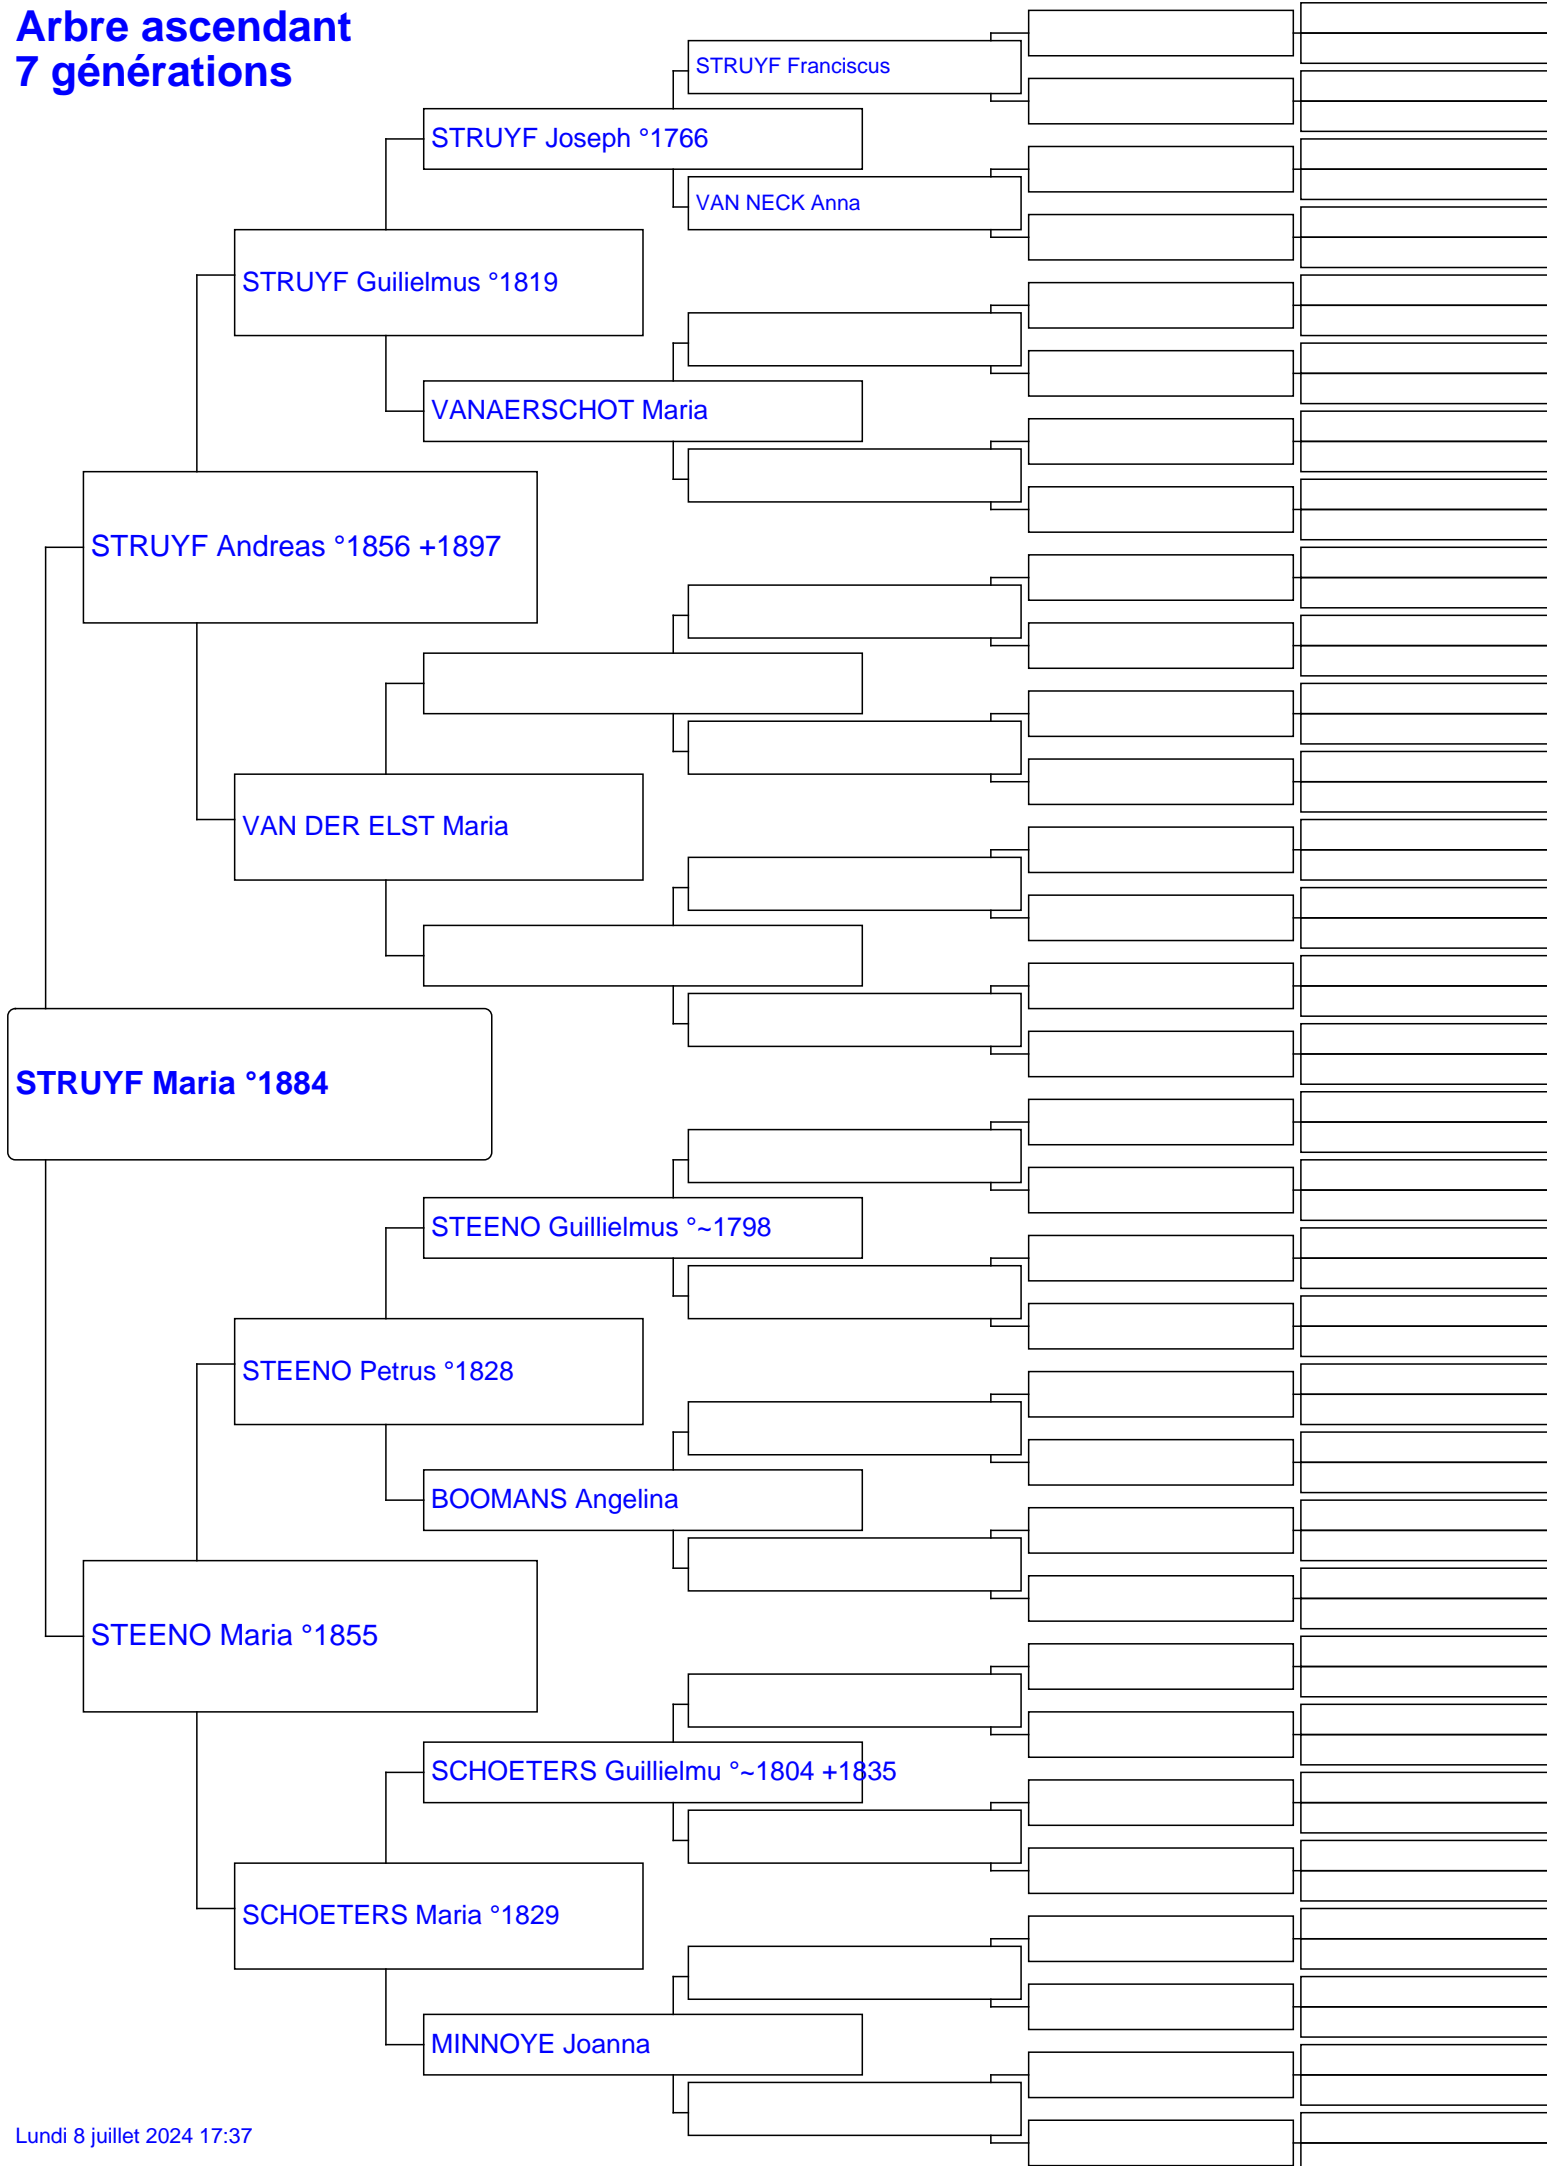 Arbre ascendant
7 générations
STRUYF Franciscus
STRUYF Joseph °1766
VAN NECK Anna
STRUYF Guilielmus °1819
VANAERSCHOT Maria
STRUYF Andreas °1856 +1897
VAN DER ELST Maria
STRUYF Maria °1884
STEENO Guillielmus °~1798
STEENO Petrus °1828
BOOMANS Angelina
STEENO Maria °1855
SCHOETERS Guillielmu °~1804 +1835
SCHOETERS Maria °1829
MINNOYE Joanna
Lundi 8 juillet 2024 17:37